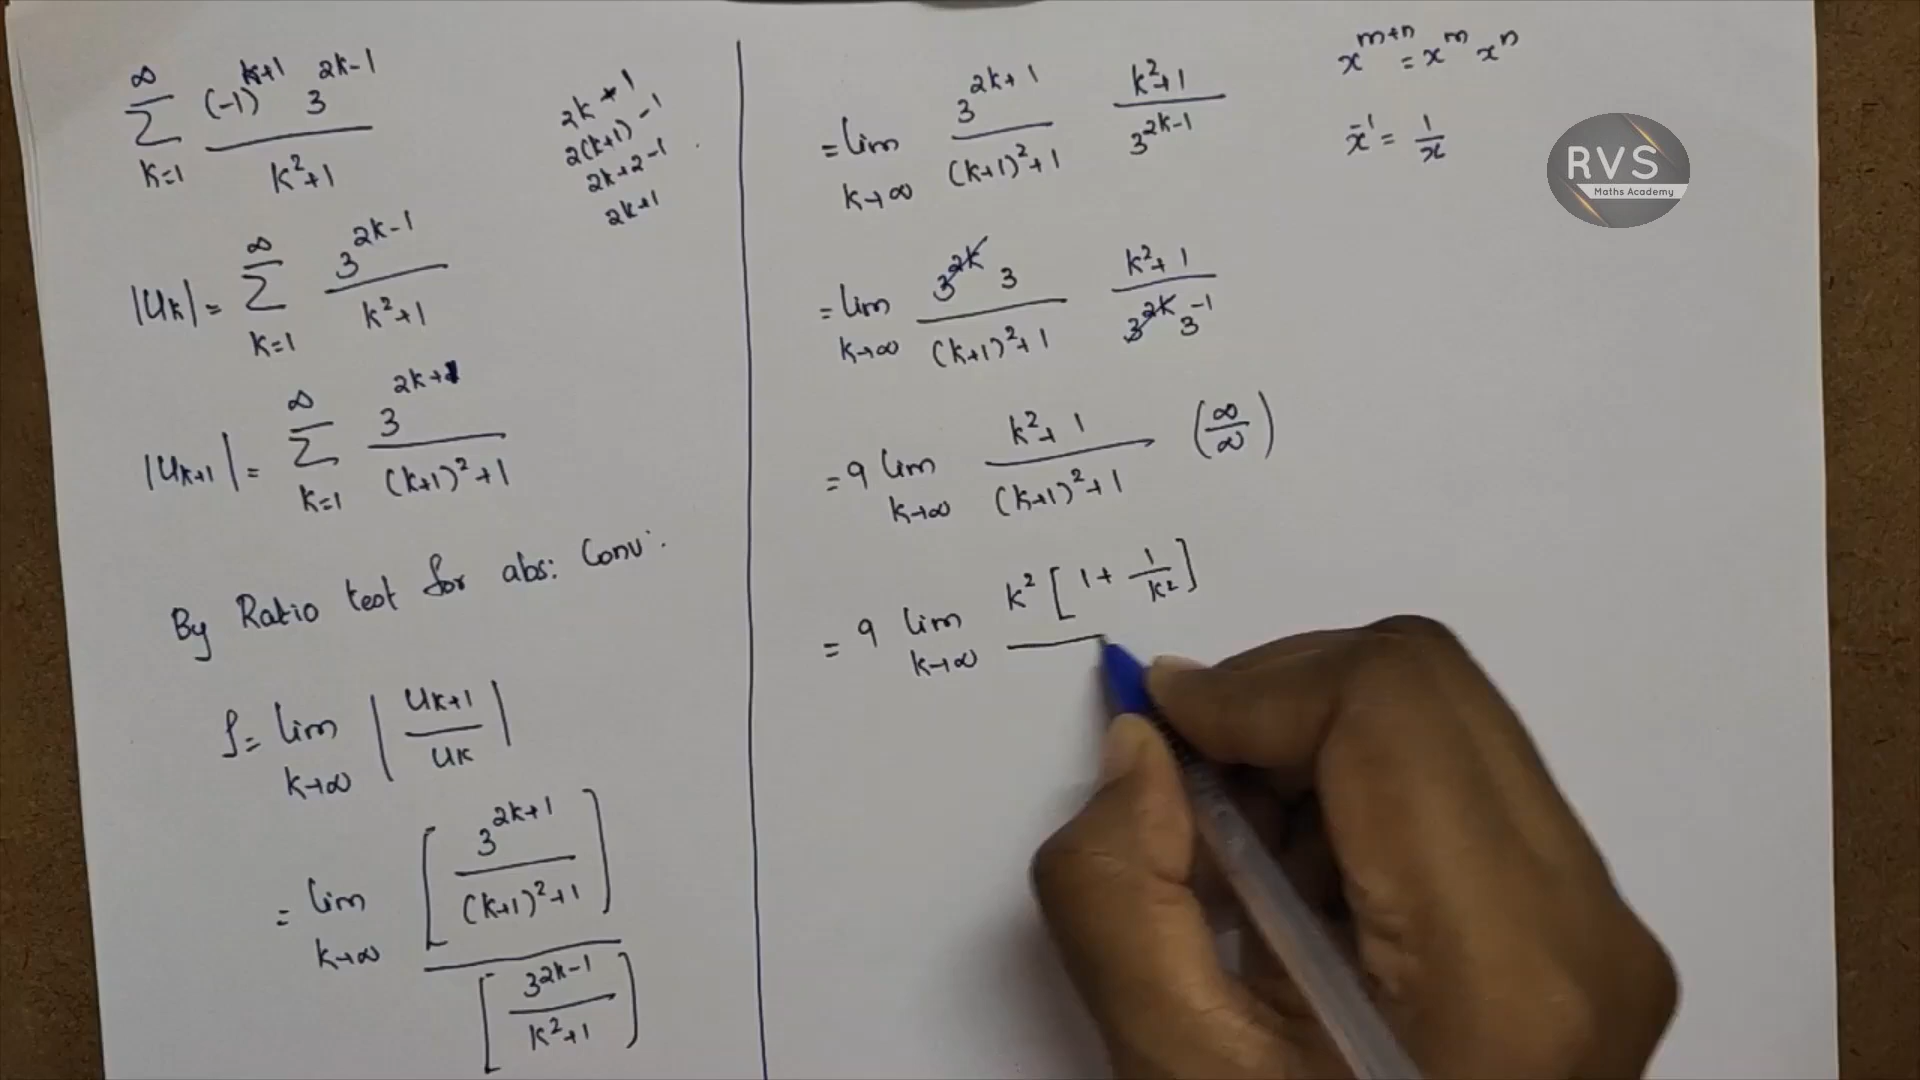 ∞
∑ (-1)^{k+1} 3^{2k-1} / k²+1
k=1
2k-1
2(k+1)-1
2k+2-1
2k+1
|Uk| = ∑_{k=1}^{∞} 3^{2k-1} / k²+1
|Uk+1| = ∑_{k=1}^{∞} 3^{2k+1} / (k+1)²+1
By Ratio test for abs: Conv:
ρ = lim_{k→∞} | Uk+1 / Uk |
= lim_{k→∞} [ 3^{2k+1} / (k+1)²+1 ] / [ 3^{2k-1} / k²+1 ]
= lim_{k→∞} 3^{2k+1} / (k+1)²+1 k²+1 / 3^{2k-1}
= lim_{k→∞} 3^{2k} 3 / (k+1)²+1 k²+1 / 3^{2k} 3^{-1}
= 9 lim_{k→∞} k²+1 / (k+1)²+1 (∞/∞)
= 9 lim_{k→∞} k² [1 + 1/k²]
x^{m+n} = x^m x^n
x^{-1} = 1/x
RVS
Maths Academy